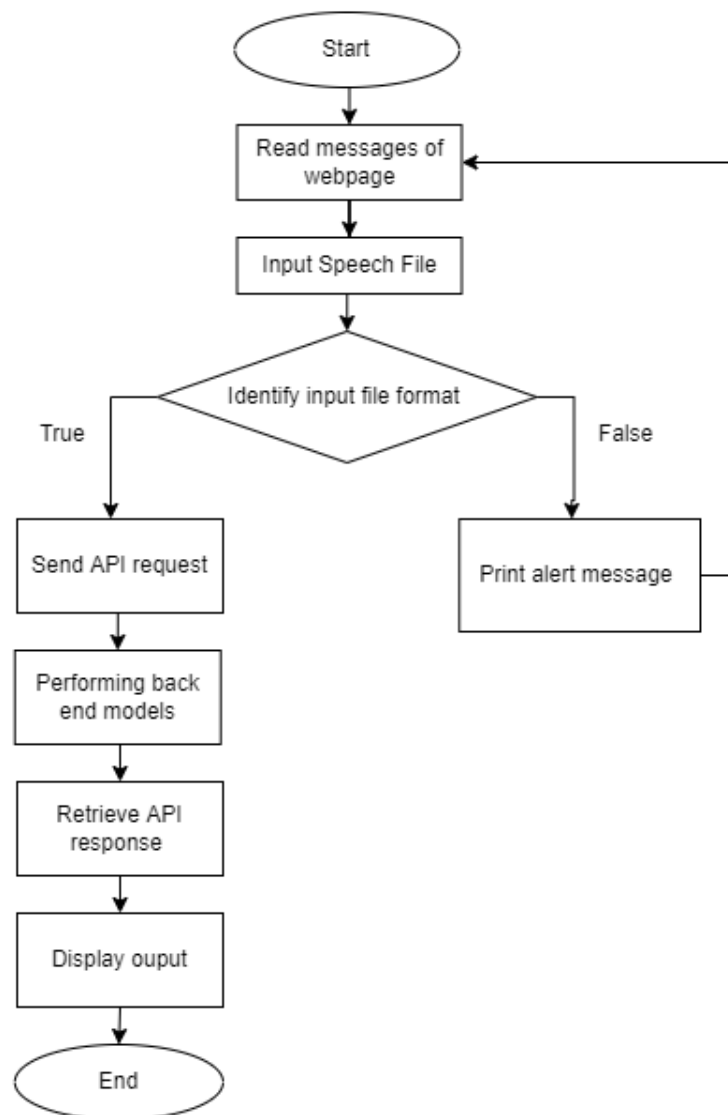 Start
Read messages of
webpage
Input Speech File
Identify input file format
True
False
Send API request
Print alert message
Performing back
end models
Retrieve API
response
Display ouput
End